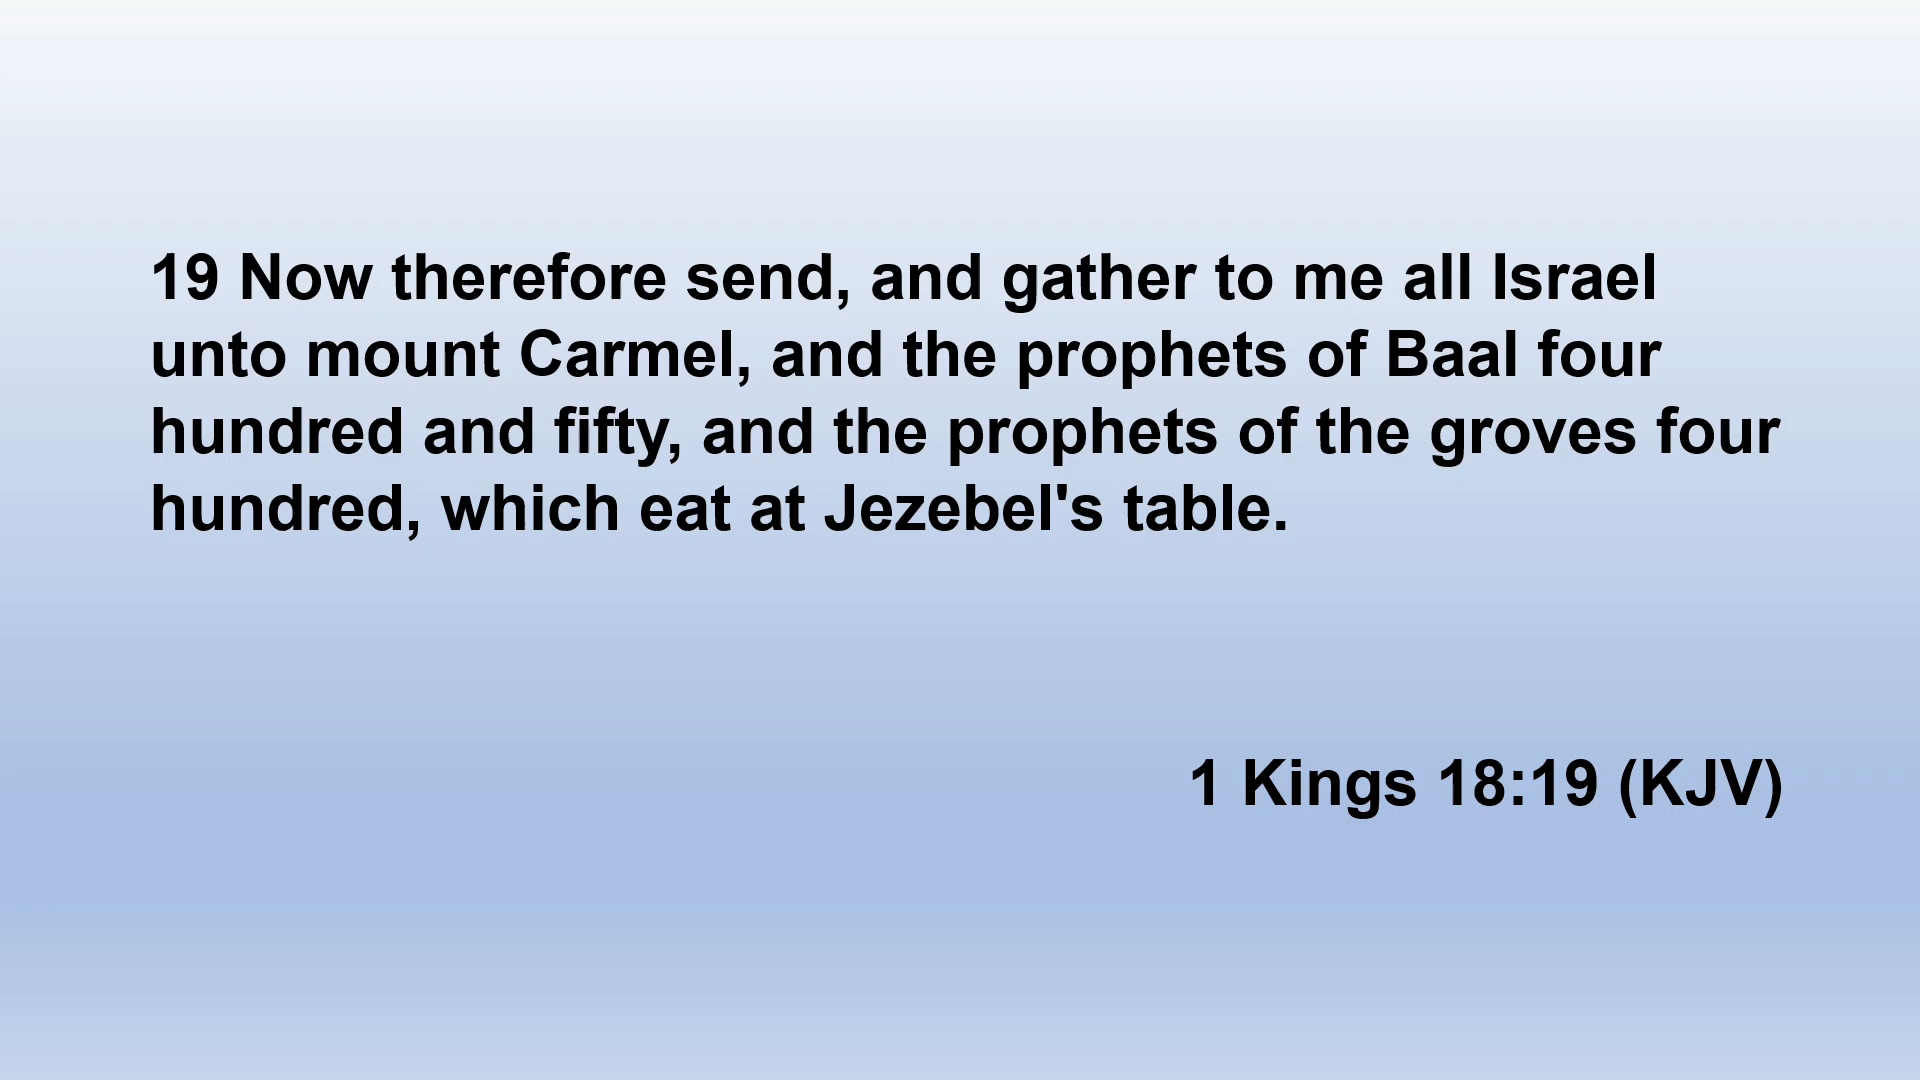 19 Now therefore send, and gather to me all Israel
unto mount Carmel, and the prophets of Baal four
hundred and fifty, and the prophets of the groves four
hundred, which eat at Jezebel's table.
1 Kings 18:19 (KJV)